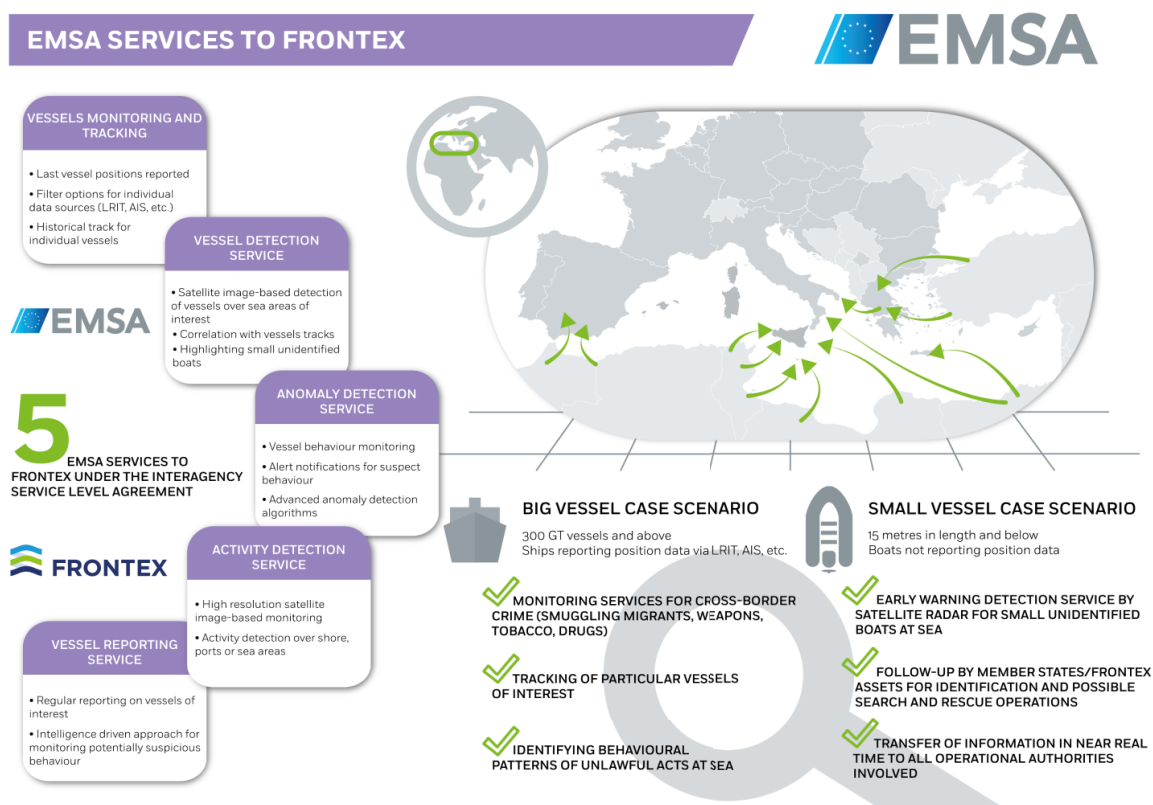 EMSA SERVICES TO FRONTEX
EMSA
VESSELS MONITORING AND
TRACKING
• Last vessel positions reported
• Filter options for individual
data sources (LRIT, AIS, etc.)
• Historical track for
individual vessels
VESSEL DETECTION
SERVICE
• Satellite image-based detection
of vessels over sea areas of
interest
• Correlation with vessels tracks
• Highlighting small unidentified
boats
EMSA
ANOMALY DETECTION
SERVICE
• Vessel behaviour monitoring
• Alert notifications for suspect
behaviour
• Advanced anomaly detection
algorithms
5
EMSA SERVICES TO
FRONTEX UNDER THE INTERAGENCY
SERVICE LEVEL AGREEMENT
FRONTEX
ACTIVITY DETECTION
SERVICE
• High resolution satellite
image-based monitoring
• Activity detection over shore,
ports or sea areas
VESSEL REPORTING
SERVICE
• Regular reporting on vessels of
interest
• Intelligence driven approach for
monitoring potentially suspicious
behaviour
BIG VESSEL CASE SCENARIO
300 GT vessels and above
Ships reporting position data via LRIT, AIS, etc.
MONITORING SERVICES FOR CROSS-BORDER
CRIME (SMUGGLING MIGRANTS, WEAPONS,
TOBACCO, DRUGS)
TRACKING OF PARTICULAR VESSELS
OF INTEREST
IDENTIFYING BEHAVIOURAL
PATTERNS OF UNLAWFUL ACTS AT SEA
SMALL VESSEL CASE SCENARIO
15 metres in length and below
Boats not reporting position data
EARLY WARNING DETECTION SERVICE BY
SATELLITE RADAR FOR SMALL UNIDENTIFIED
BOATS AT SEA
FOLLOW-UP BY MEMBER STATES/FRONTEX
ASSETS FOR IDENTIFICATION AND POSSIBLE
SEARCH AND RESCUE OPERATIONS
TRANSFER OF INFORMATION IN NEAR REAL
TIME TO ALL OPERATIONAL AUTHORITIES
INVOLVED